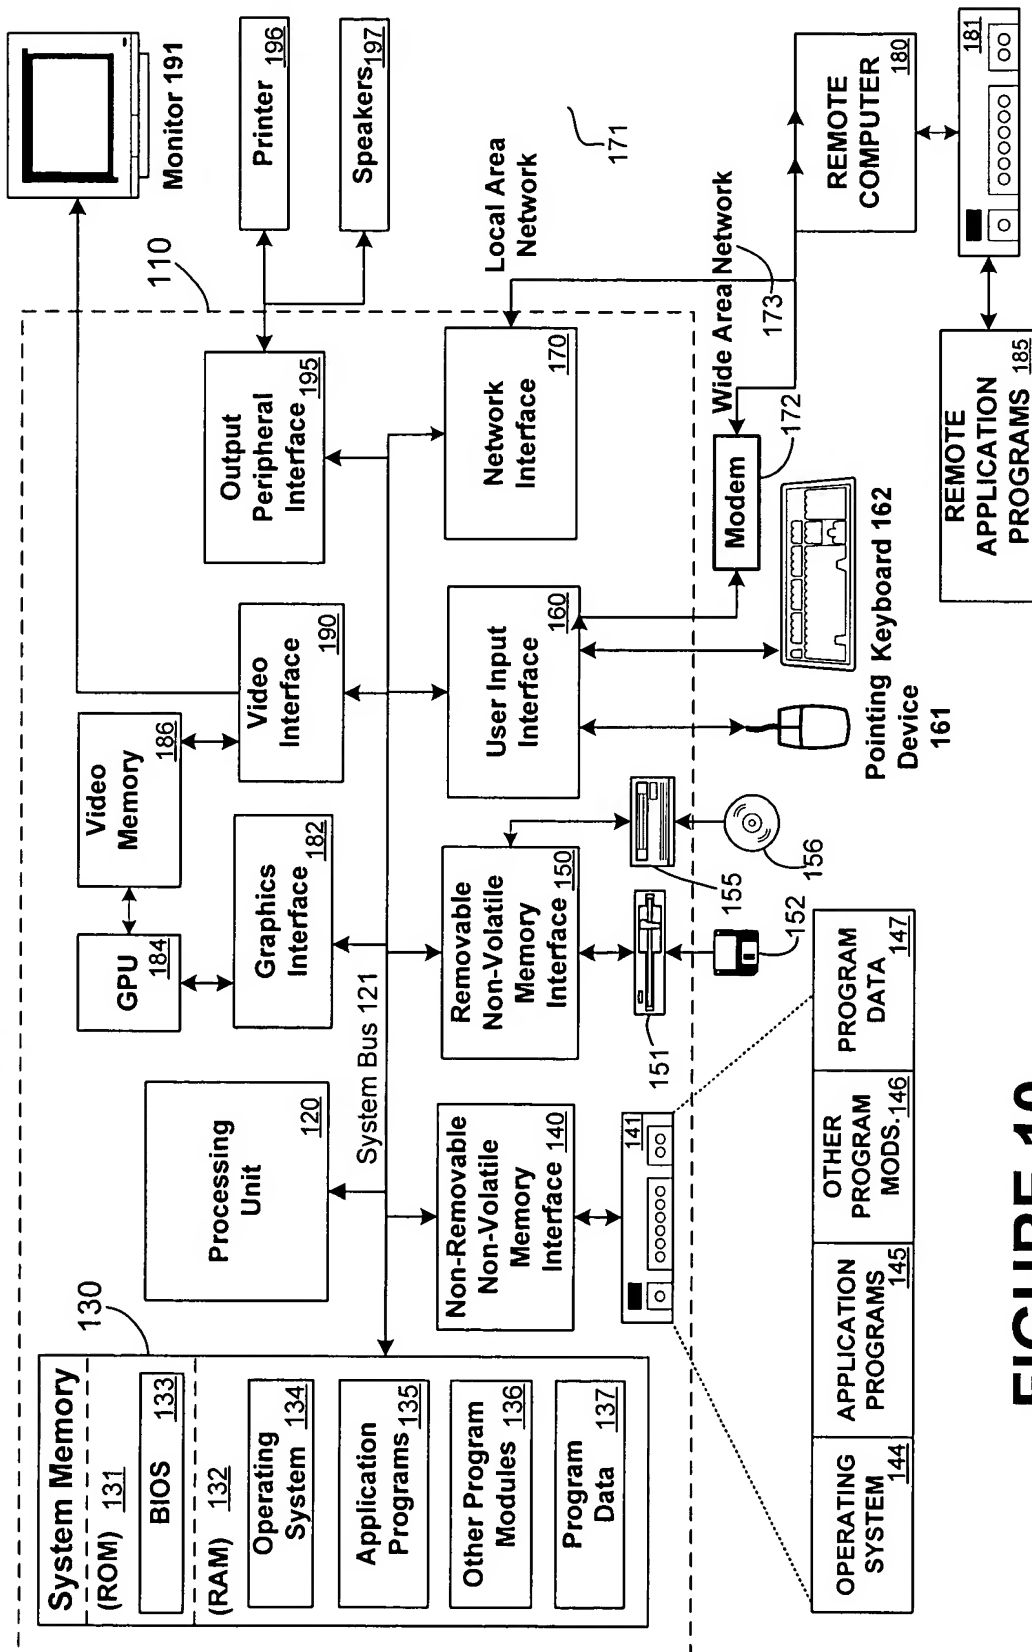 System Memory 130
(ROM) 131
BIOS 133
(RAM) 132
Operating
System 134
Application
Programs 135
Other Program
Modules 136
Program
Data 137
Processing
Unit
120
System Bus 121
GPU
184
Video
Memory
186
Graphics
Interface
182
Video
Interface
190
Output
Peripheral
Interface 195
110
Monitor 191
Printer
196
Speakers
197
Non-Removable
Non-Volatile
Memory
Interface 140
Removable
Non-Volatile
Memory
Interface 150
User Input
Interface
160
Network
Interface
170
Local Area
Network
171
141
151
152
155
156
Modem
172
Wide Area Network
173
Pointing
Device
161
Keyboard 162
REMOTE
COMPUTER
180
181
REMOTE
APPLICATION
PROGRAMS 185
OPERATING
SYSTEM 144
APPLICATION
PROGRAMS 145
OTHER
PROGRAM
MODS. 146
PROGRAM
DATA
147
FIGURE